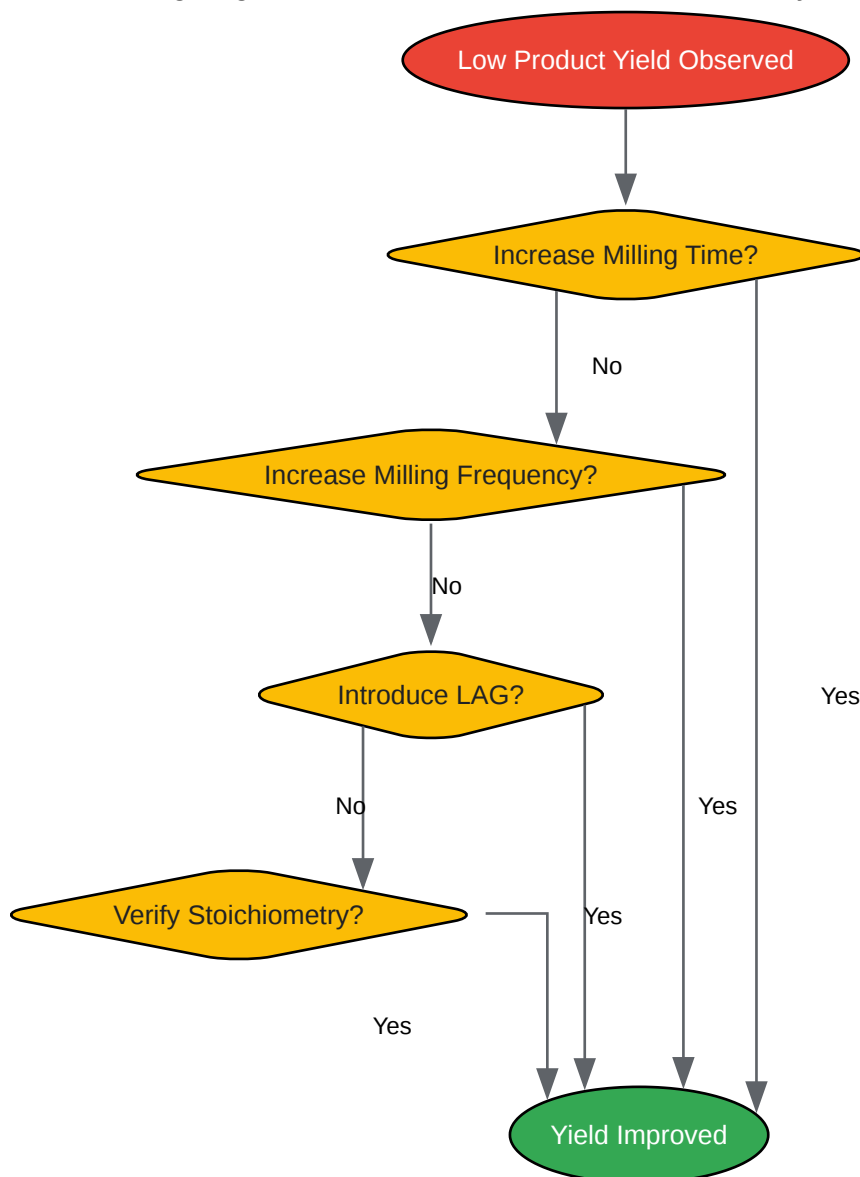 Low Product Yield Observed
Increase Milling Time?
No
Increase Milling Frequency?
No
Introduce LAG?
Yes
No
Yes
Verify Stoichiometry?
Yes
Yes
Yield Improved